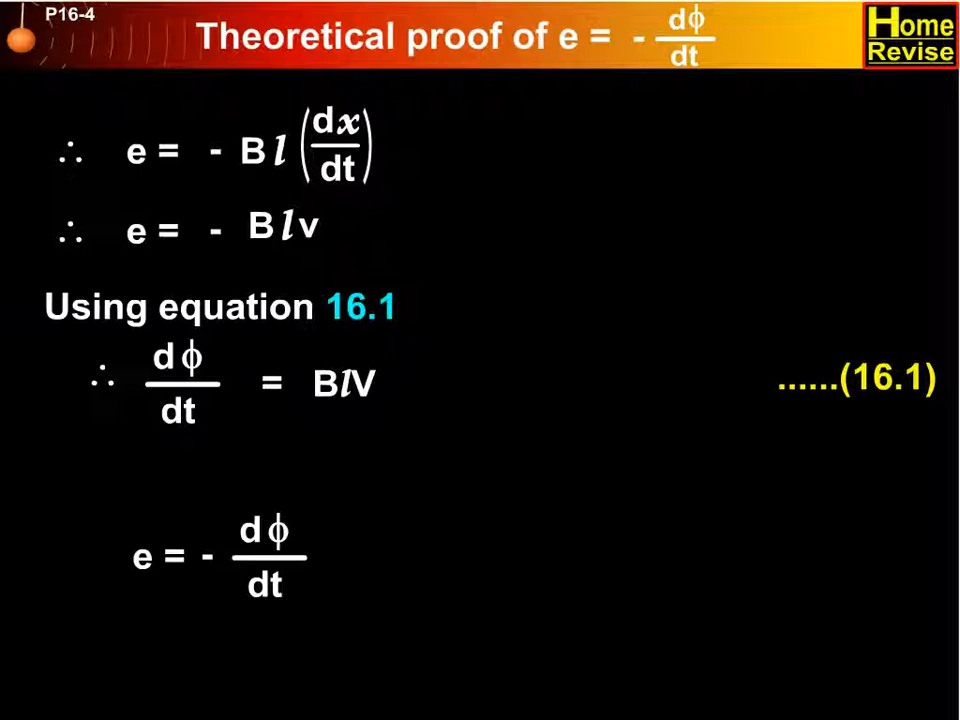 P16-4
Theoretical proof of e = - dϕ/dt
Home
Revise
∴ e = - B l (dx/dt)
∴ e = - B l v
Using equation 16.1
∴ dϕ/dt = BlV ......(16.1)
e = - dϕ/dt